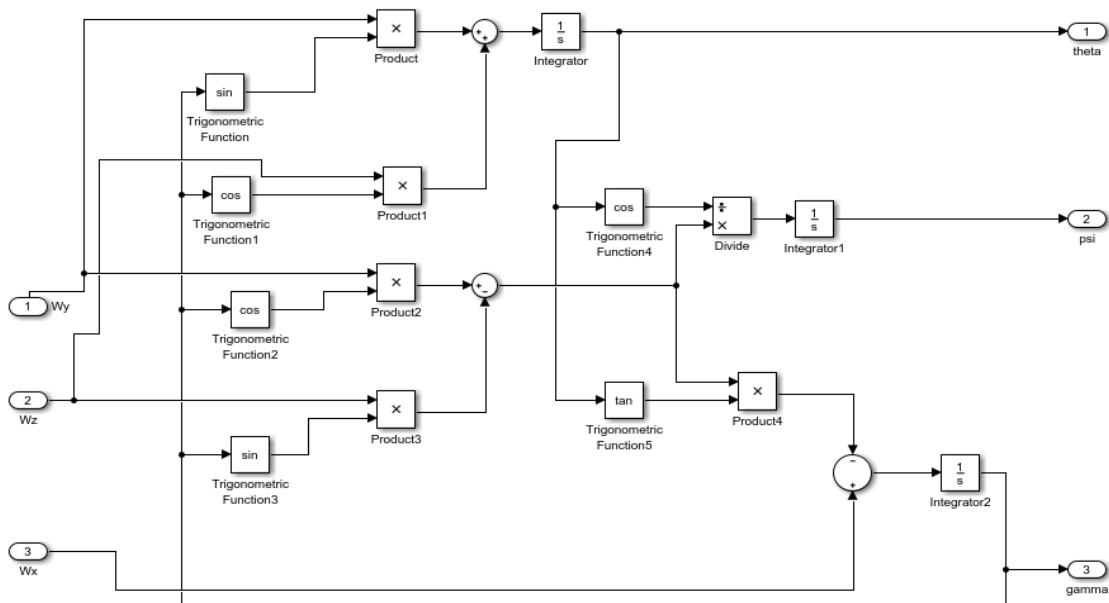 ×
Product
+
+
1
s
Integrator
1
theta
sin
Trigonometric
Function
cos
Trigonometric
Function1
×
Product1
cos
Trigonometric
Function4
÷
×
Divide
1
s
Integrator1
2
psi
1
Wy
cos
Trigonometric
Function2
×
Product2
+
−
2
Wz
×
Product3
sin
Trigonometric
Function3
tan
Trigonometric
Function5
×
Product4
−
+
1
s
Integrator2
3
Wx
3
gamma